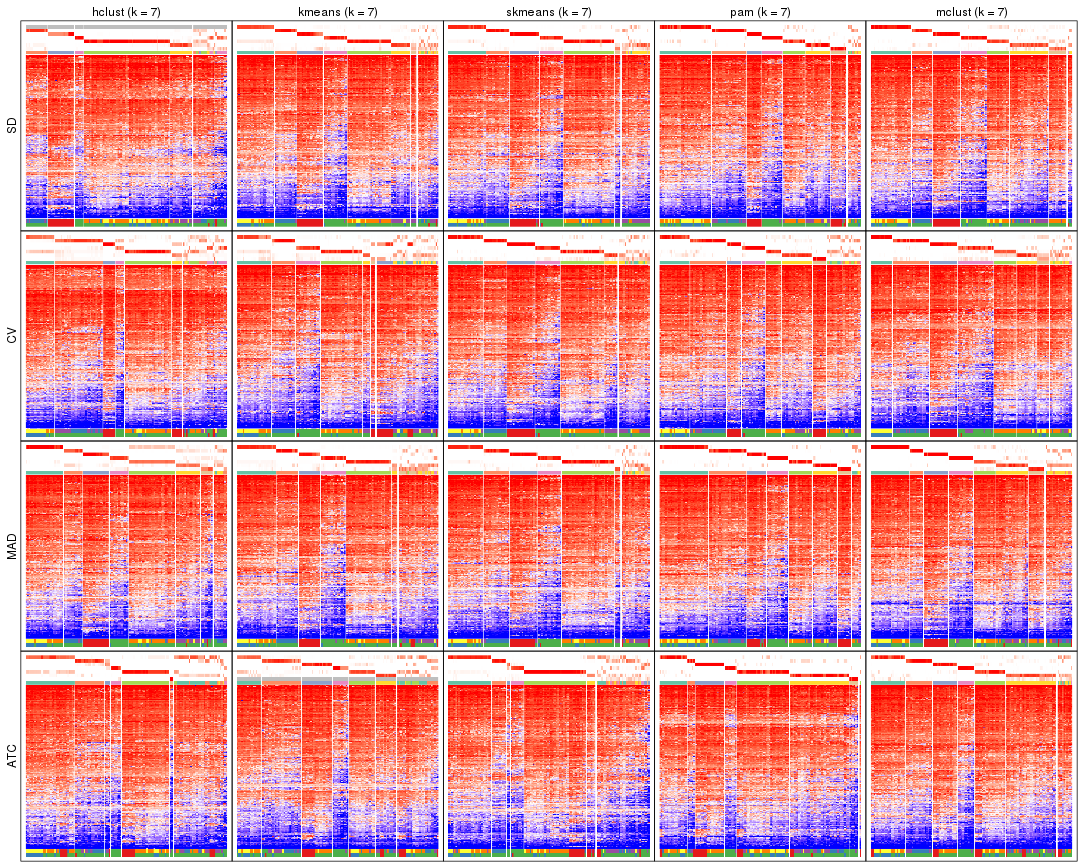 hclust (k = 7) kmeans (k = 7) skmeans (k = 7) pam (k = 7) mclust (k = 7)
SD
CV
MAD
ATC